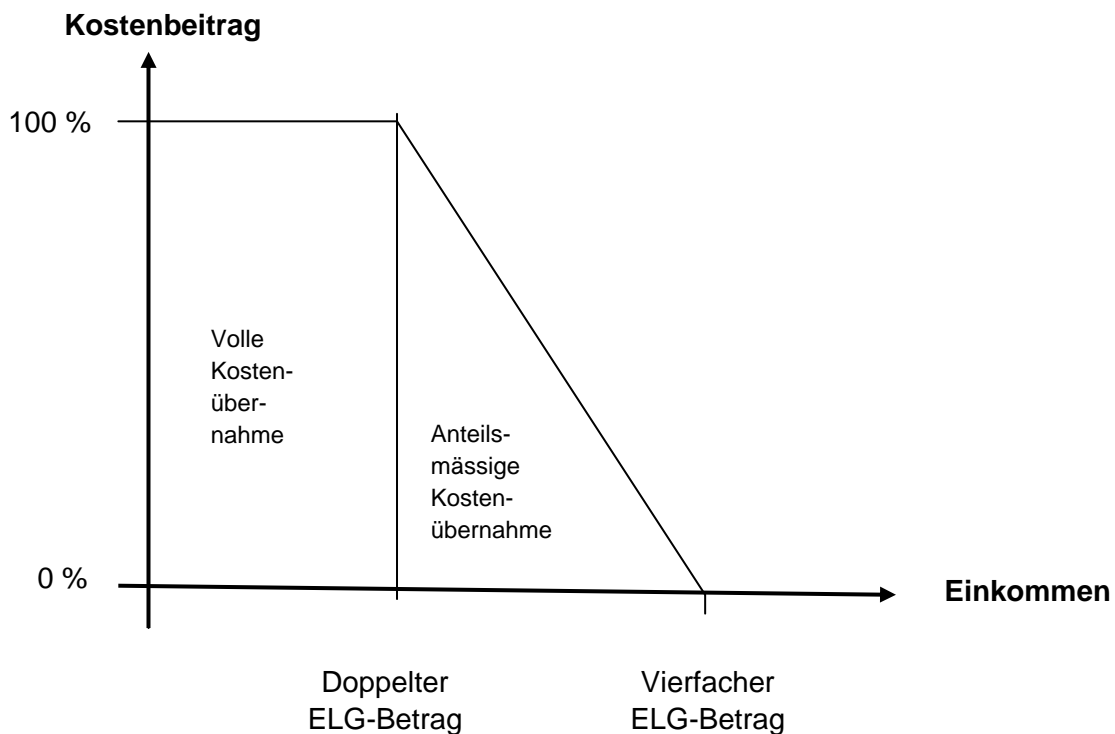 Kostenbeitrag
100 %
Volle
Kosten-
über-
nahme
Anteils-
mässige
Kosten-
übernahme
0 %
Einkommen
Doppelter
ELG-Betrag
Vierfacher
ELG-Betrag